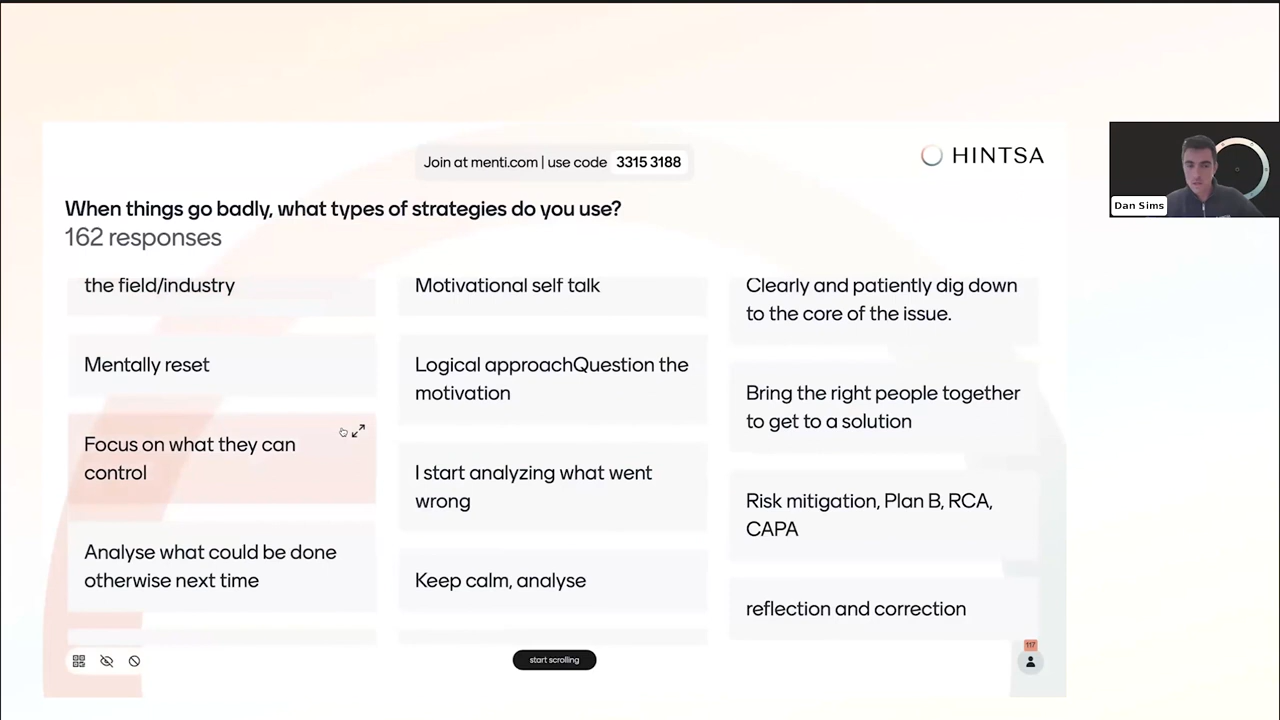 Join at menti.com | use code 3315 3188
HINTSA
When things go badly, what types of strategies do you use?
162 responses
the field/industry
Mentally reset
Focus on what they can
control
Analyse what could be done
otherwise next time
Motivational self talk
Logical approachQuestion the
motivation
I start analyzing what went
wrong
Keep calm, analyse
Clearly and patiently dig down
to the core of the issue.
Bring the right people together
to get to a solution
Risk mitigation, Plan B, RCA,
CAPA
reflection and correction
start scrolling
117
Dan Sims